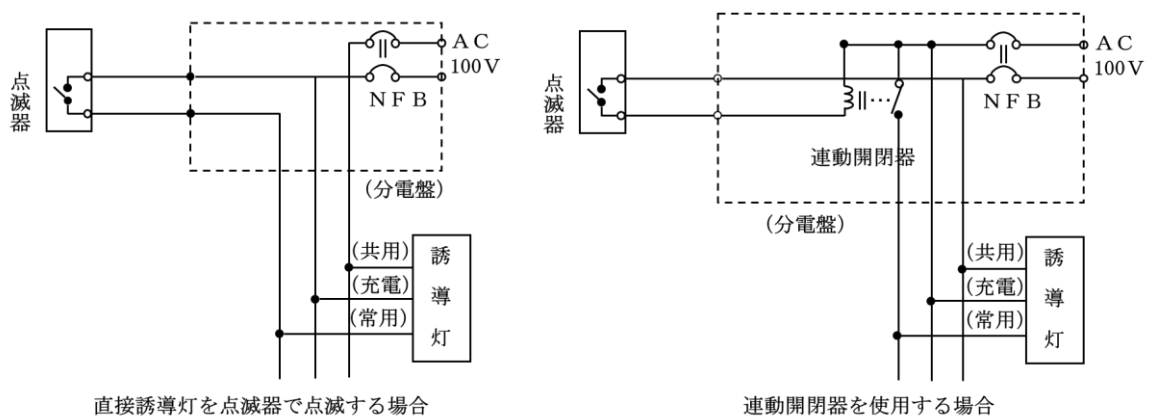 点滅器
AC
100V
NFB
(分電盤)
(共用)
(充電)
(常用)
誘導灯
直接誘導灯を点滅器で点滅する場合
点滅器
AC
100V
NFB
連動開閉器
(分電盤)
(共用)
(充電)
(常用)
誘導灯
連動開閉器を使用する場合